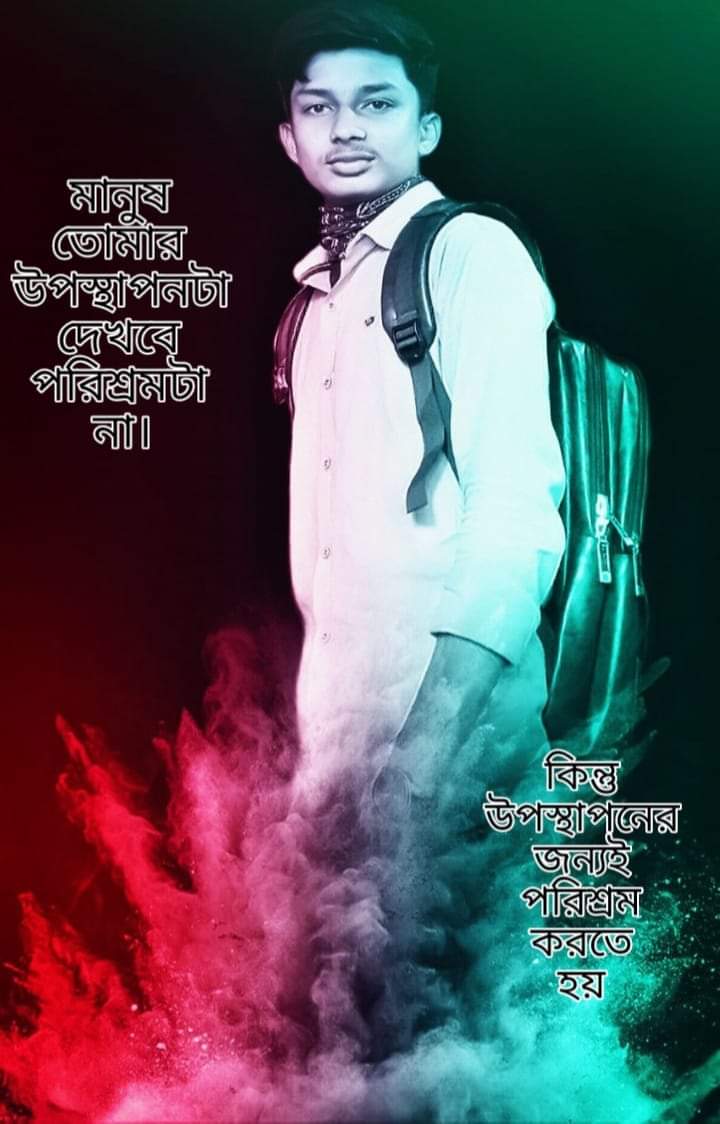 মানুষ
তোমার
উপস্থাপনটা
দেখবে
পরিশ্রমটা
না।
কিন্তু
উপস্থাপনের
জন্যই
পরিশ্রম
করতে
হয়